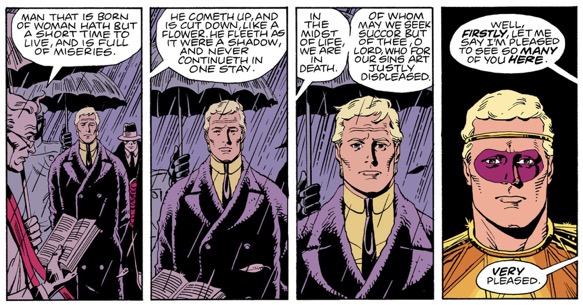 MAN THAT IS BORN
OF WOMAN HATH BUT
A SHORT TIME TO
LIVE, AND IS FULL
OF MISERIES.
HE COMETH UP, AND
IS CUT DOWN, LIKE A
FLOWER. HE FLEETH AS
IT WERE A SHADOW,
AND NEVER
CONTINUETH IN
ONE STAY.
IN
THE
MIDST
OF LIFE,
WE ARE
IN
DEATH.
OF WHOM
MAY WE SEEK
SUCCOR BUT
OF THEE, O
LORD, WHO FOR
OUR SINS ART
JUSTLY
DISPLEASED.
WELL,
FIRSTLY, LET ME
SAY I'M PLEASED
TO SEE SO MANY
OF YOU HERE.
VERY
PLEASED.